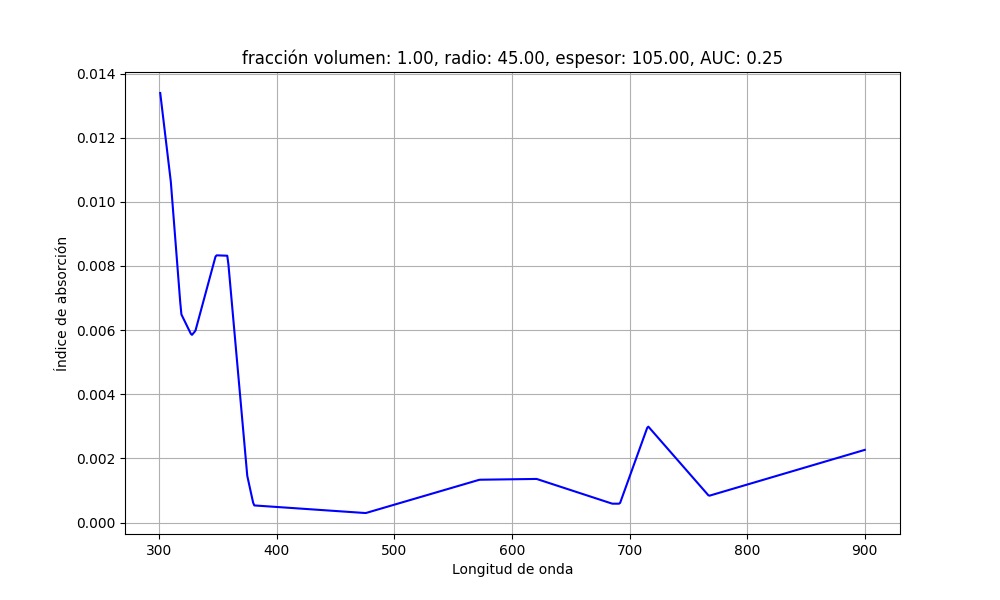 fracción volumen: 1.00, radio: 45.00, espesor: 105.00, AUC: 0.25
0.014
0.012
0.010
0.008
0.006
0.004
0.002
0.000
Índice de absorción
300 400 500 600 700 800 900
Longitud de onda